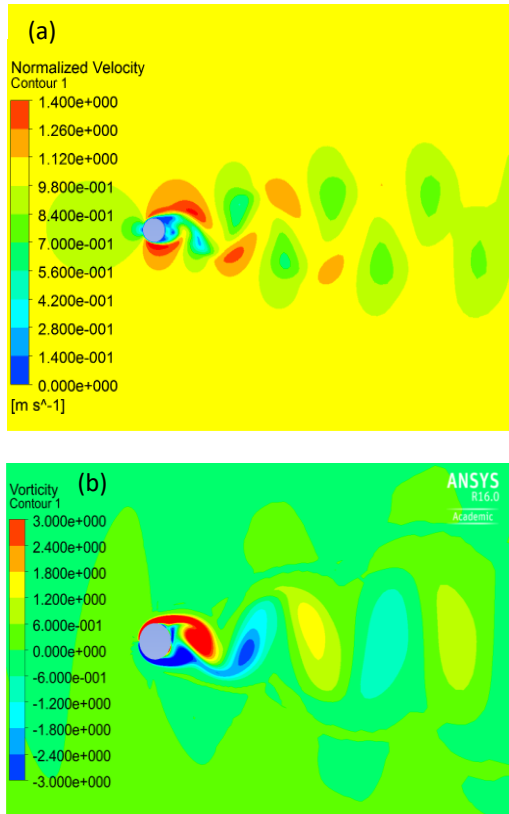 (a)
Normalized Velocity
Contour 1
1.400e+000
1.260e+000
1.120e+000
9.800e-001
8.400e-001
7.000e-001
5.600e-001
4.200e-001
2.800e-001
1.400e-001
0.000e+000
[m s^-1]
(b)
Vorticity
Contour 1
3.000e+000
2.400e+000
1.800e+000
1.200e+000
6.000e-001
0.000e+000
-6.000e-001
-1.200e+000
-1.800e+000
-2.400e+000
-3.000e+000
ANSYS
R16.0
Academic